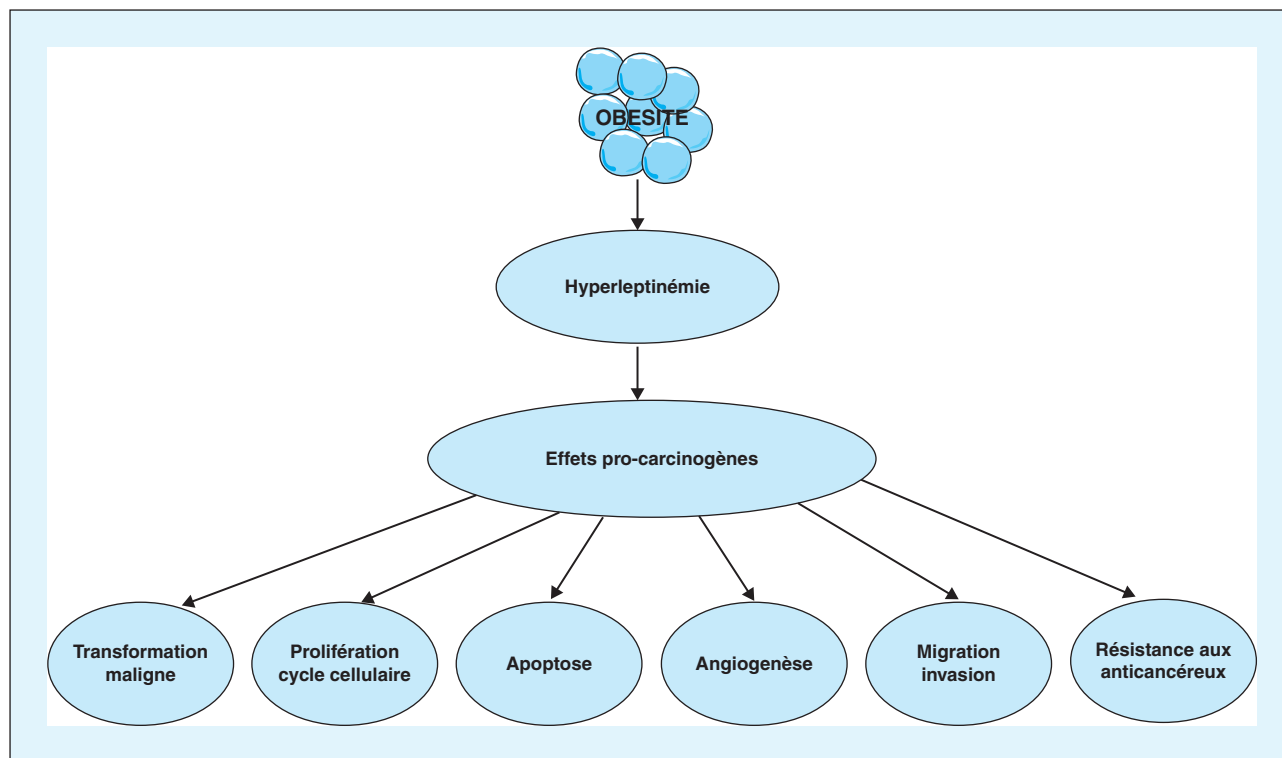 OBESITE
Hyperleptinémie
Effets pro-carcinogènes
Transformation
maligne
Prolifération
cycle cellulaire
Apoptose
Angiogenèse
Migration
invasion
Résistance aux
anticancéreux